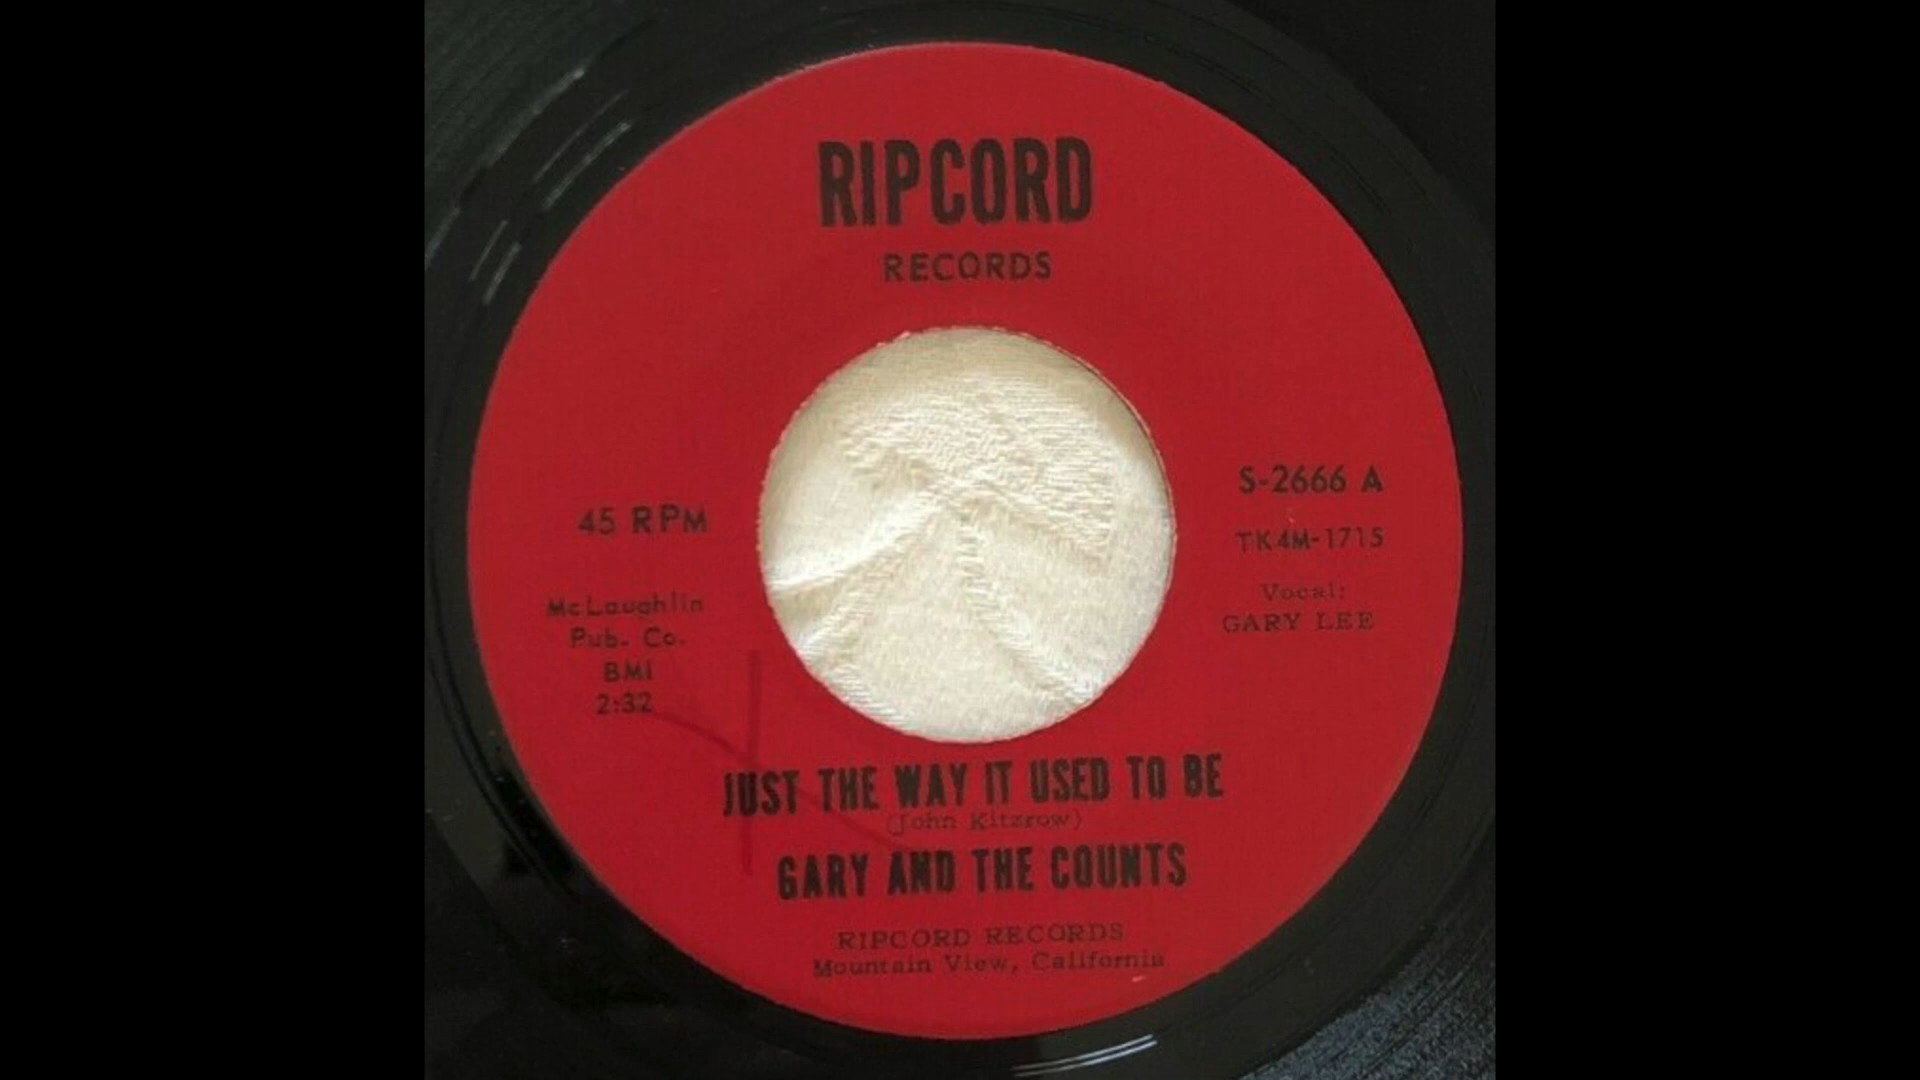 RIPCORD
RECORDS
45 RPM
McLaughlin
Pub. Co.
BMI
2:32
S-2666 A
TK4M-1715
Vocal:
GARY LEE
JUST THE WAY IT USED TO BE
(John Kitzrow)
GARY AND THE COUNTS
RIPCORD RECORDS
Mountain View, California